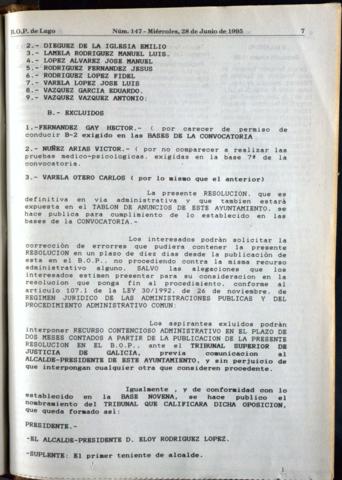 B.O.P. de Lugo Núm. 147 - Miércoles, 28 de Junio de 1995 7
2.- DIEGUEZ DE LA IGLESIA EMILIO
3.- LAMELA RODRIGUEZ MANUEL LUIS.
4.- LOPEZ ALVAREZ JOSE MANUEL
5.- RODRIGUEZ FERNANDEZ JESUS
6.- RODRIGUEZ LOPEZ FIDEL
7.- VARELA LOPEZ JOSE LUIS
8.- VAZQUEZ GARCIA EDUARDO.
9.- VAZQUEZ VAZQUEZ ANTONIO:
B.- EXCLUIDOS
1.-FERNANDEZ GAY HECTOR.- ( por carecer de permiso de
conducir B-2 exigido en las BASES DE LA CONVOCATORIA
2.- NUÑEZ ARIAS VICTOR.- ( por no comparecer a realizar las
pruebas medico-psicologicas, exigidas en la base 7ª de la
convocatoria.
3.- VARELA OTERO CARLOS ( por lo mismo que el anterior)
La presente RESOLUCION, que es
definitiva en via administrativa y que tambien estará
expuesta en el TABLON DE ANUNCIOS DE ESTE AYUNTAMIENTO, se
hace publica para cumplimiento de lo establecido en las
bases de la CONVOCATORIA.-
Los interesados podrán solicitar la
corrección de errorres que pudiera contener la presente
RESOLUCION en un plazo de diez dias desde la publicación de
esta en el B.O.P., no procediendo contra la misma recurso
administrativo alguno, SALVO las alegaciones que los
interesados estimen presentar para su consideracion en la
resolucion que ponga fin al procedimiento, conforme al
articulo 107.1 de la LEY 30/1992, de 26 de noviembre, de
REGIMEN JURIDICO DE LAS ADMINISTRACIONES PUBLICAS Y DEL
PROCEDIMIENTO ADMINISTRATIVO COMUN:
Los aspirantes exluidos podrán
interponer RECURSO CONTENCIOSO ADMINISTRATIVO EN EL PLAZO DE
DOS MESES CONTADOS A PARTIR DE LA PUBLICACION DE LA PRESENTE
RESOLUCION EN EL B.O.P., ante el TRIBUNAL SUPERIOR DE
JUSTICIA DE GALICIA, previa comunicacion al
ALCALDE-PRESIDENTE DE ESTE AYUNTAMIENTO, y sin perjuicio de
que interpongan cualquier otra que consideren procedente.
Igualmente , y de conformidad con lo
establecido en la BASE NOVENA, se hace publico el
nombramiento del TRIBUNAL QUE CALIFICARA DICHA OPOSICION,
que queda formado asi:
PRESIDENTE.-
-EL ALCALDE-PRESIDENTE D. ELOY RODRIGUEZ LOPEZ.
-SUPLENTE: El primer teniente de alcalde.